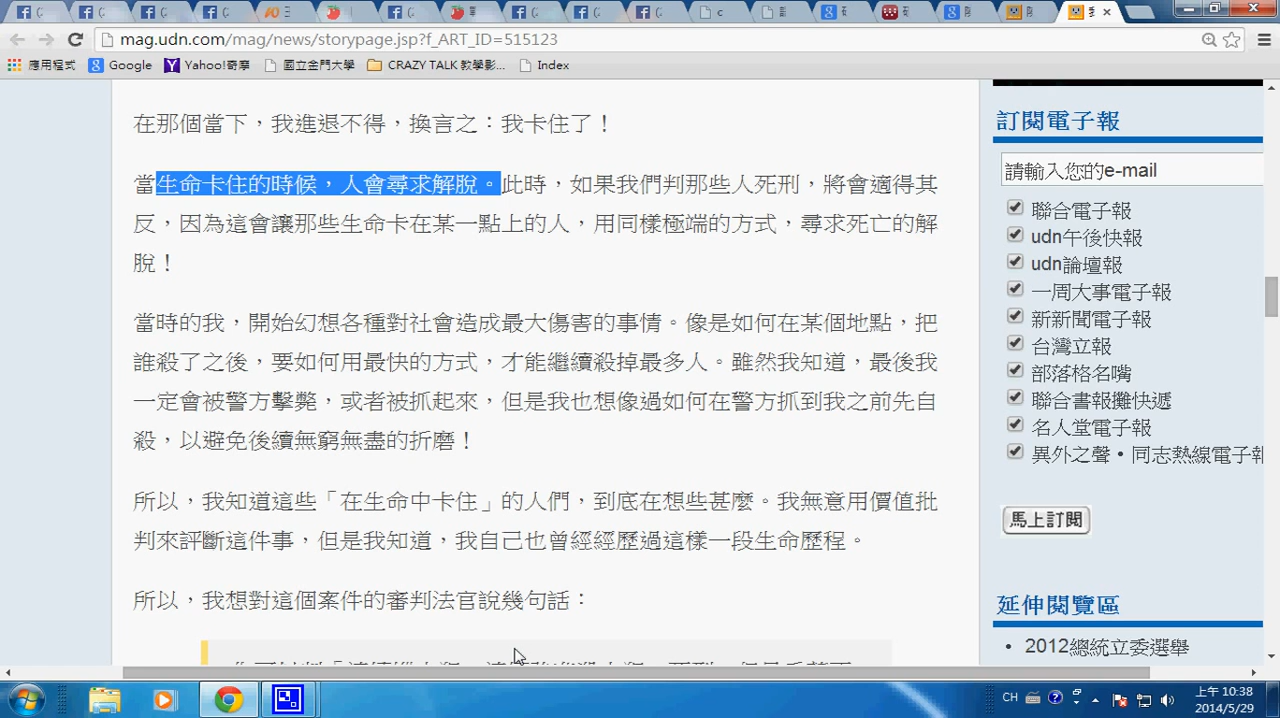 mag.udn.com/mag/news/storypage.jsp?f_ART_ID=515123
應用程式 Google Yahoo!奇摩 國立金門大學 CRAZY TALK 教學影... Index
在那個當下，我進退不得，換言之：我卡住了！
當生命卡住的時候，人會尋求解脫。此時，如果我們判那些人死刑，將會適得其
反，因為這會讓那些生命卡在某一點上的人，用同樣極端的方式，尋求死亡的解
脫！
當時的我，開始幻想各種對社會造成最大傷害的事情。像是如何在某個地點，把
誰殺了之後，要如何用最快的方式，才能繼續殺掉最多人。雖然我知道，最後我
一定會被警方擊斃，或者被抓起來，但是我也想像過如何在警方抓到我之前先自
殺，以避免後續無窮無盡的折磨！
所以，我知道這些「在生命中卡住」的人們，到底在想些甚麼。我無意用價值批
判來評斷這件事，但是我知道，我自己也曾經經歷過這樣一段生命歷程。
所以，我想對這個案件的審判法官說幾句話：
訂閱電子報
請輸入您的e-mail
聯合電子報
udn午後快報
udn論壇報
一周大事電子報
新新聞電子報
台灣立報
部落格名嘴
聯合書報攤快遞
名人堂電子報
異外之聲•同志熱線電子報
馬上訂閱
延伸閱覽區
• 2012總統立委選舉
CH
上午 10:38
2014/5/29